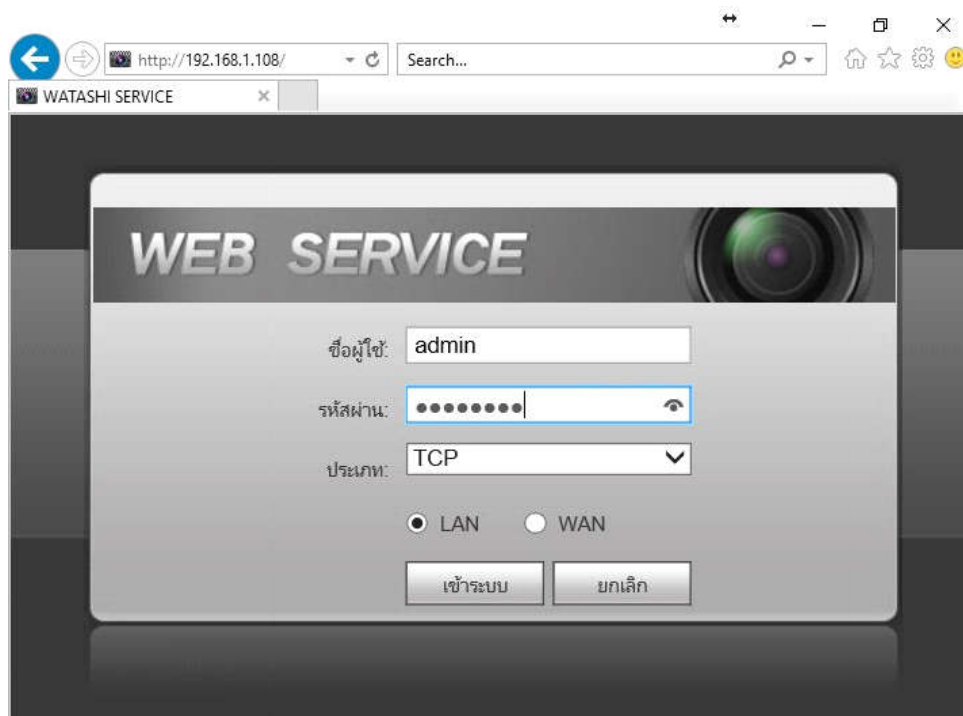 http://192.168.1.108/
Search...
WATASHI SERVICE
WEB SERVICE
ชื่อผู้ใช้:
admin
รหัสผ่าน:
●●●●●●●●
ประเภท:
TCP
LAN
WAN
เข้าระบบ
ยกเลิก